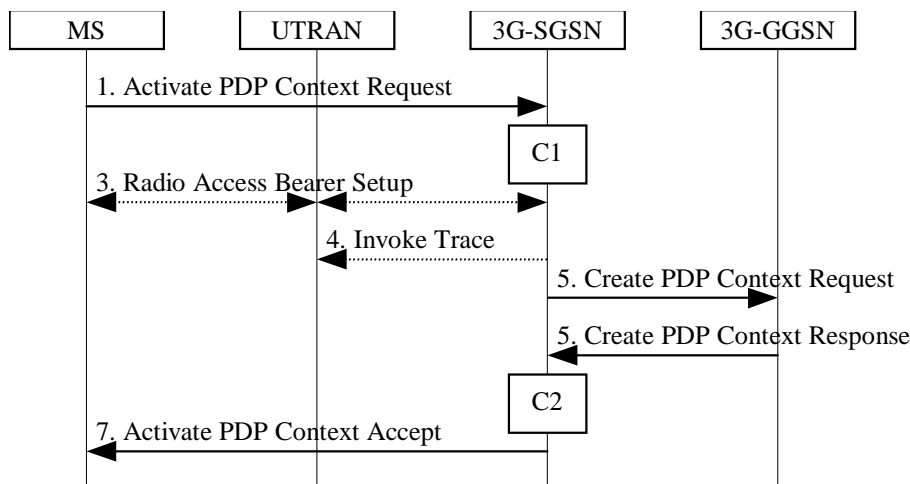 MS
UTRAN
3G-SGSN
3G-GGSN
1. Activate PDP Context Request
C1
3. Radio Access Bearer Setup
4. Invoke Trace
5. Create PDP Context Request
5. Create PDP Context Response
C2
7. Activate PDP Context Accept